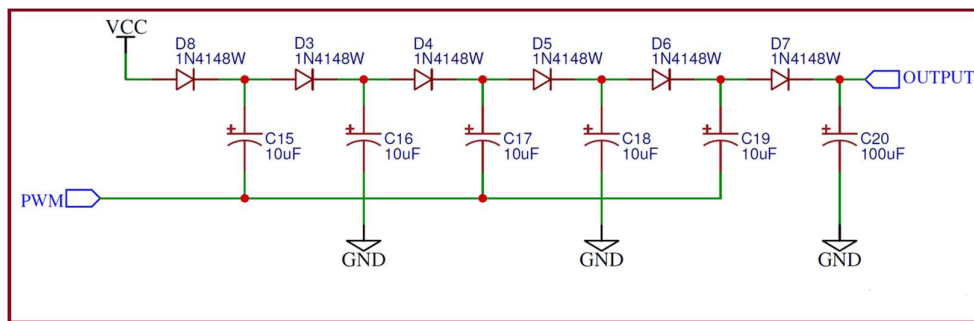 VCC
D8
1N4148W
D3
1N4148W
D4
1N4148W
D5
1N4148W
D6
1N4148W
D7
1N4148W
OUTPUT
C15
10uF
C16
10uF
C17
10uF
C18
10uF
C19
10uF
C20
100uF
PWM
GND
GND
GND